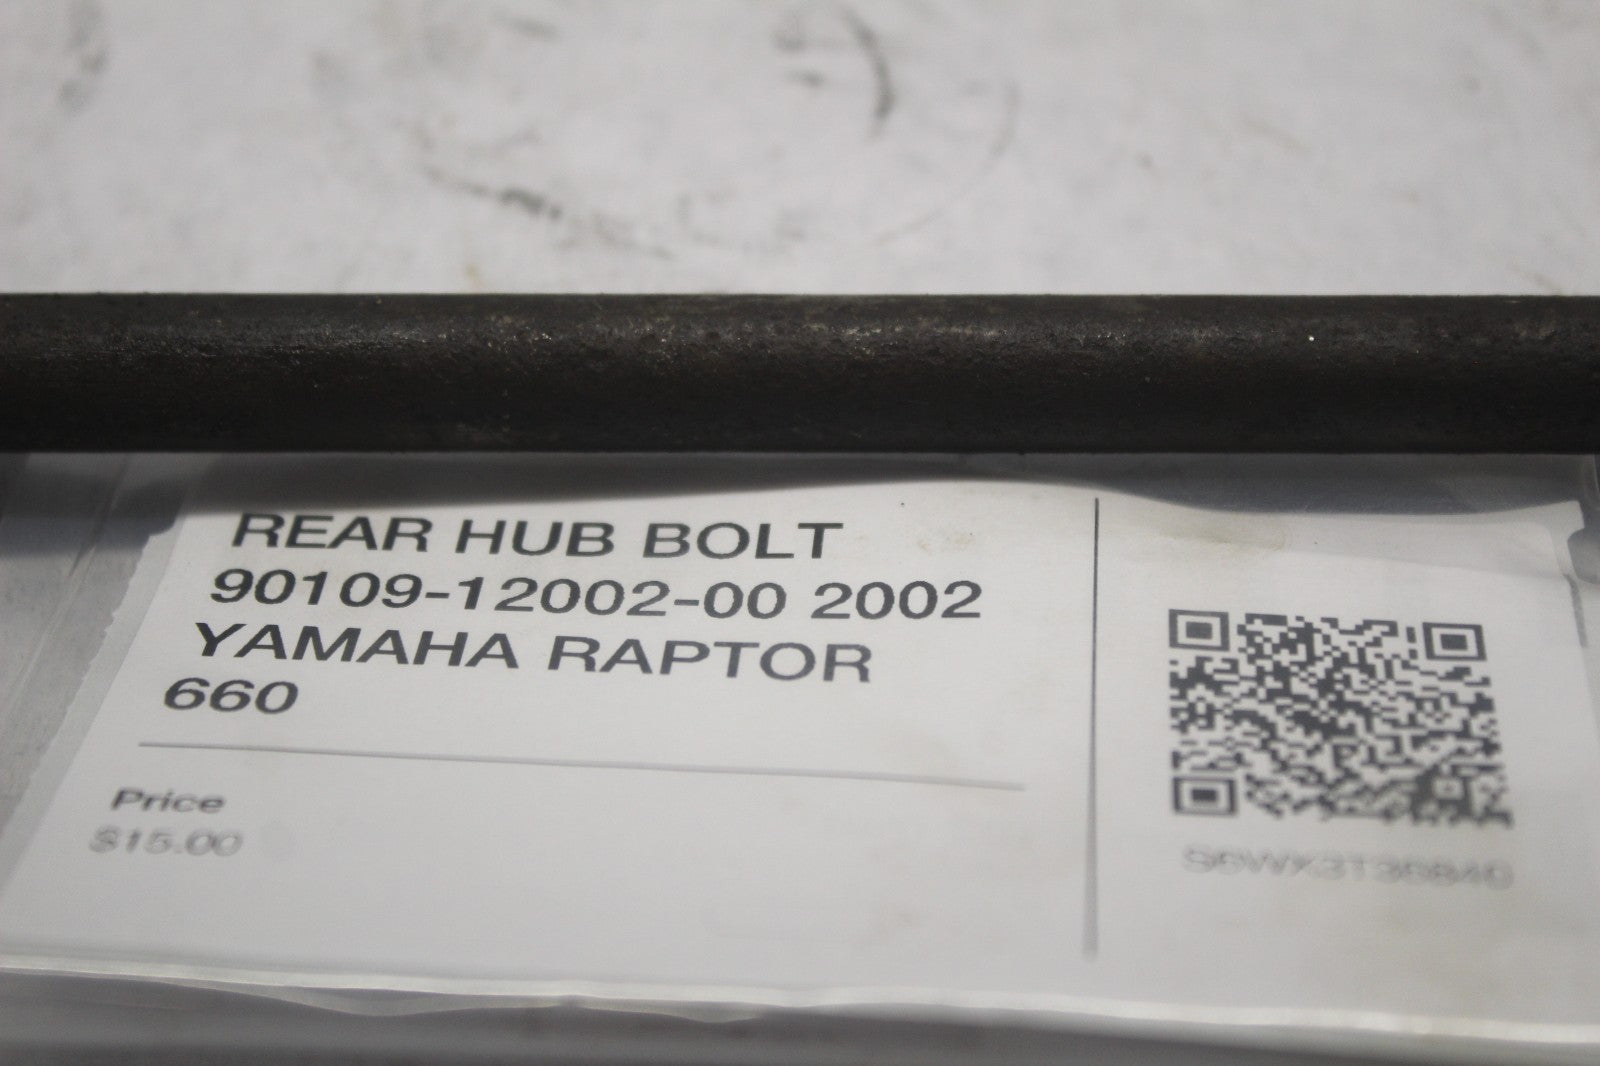 REAR HUB BOLT
90109-12002-00 2002
YAMAHA RAPTOR
660
Price
$15.00